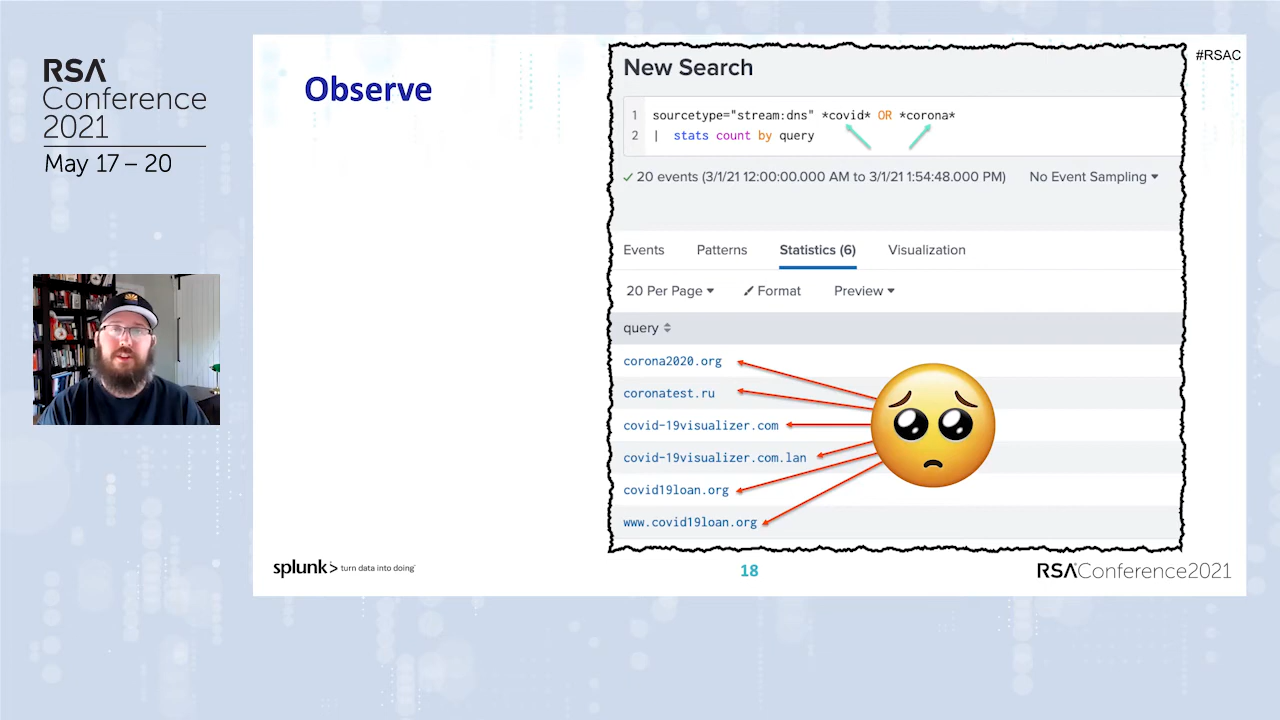 RSA
Conference
2021
May 17 – 20
Observe
#RSAC
New Search
1 sourcetype="stream:dns" *covid* OR *corona*
2 | stats count by query
✓ 20 events (3/1/21 12:00:00.000 AM to 3/1/21 1:54:48.000 PM) No Event Sampling
Events Patterns Statistics (6) Visualization
20 Per Page Format Preview
query
corona2020.org
coronatest.ru
covid-19visualizer.com
covid-19visualizer.com.lan
covid19loan.org
www.covid19loan.org
splunk> turn data into doing
18
RSAConference2021